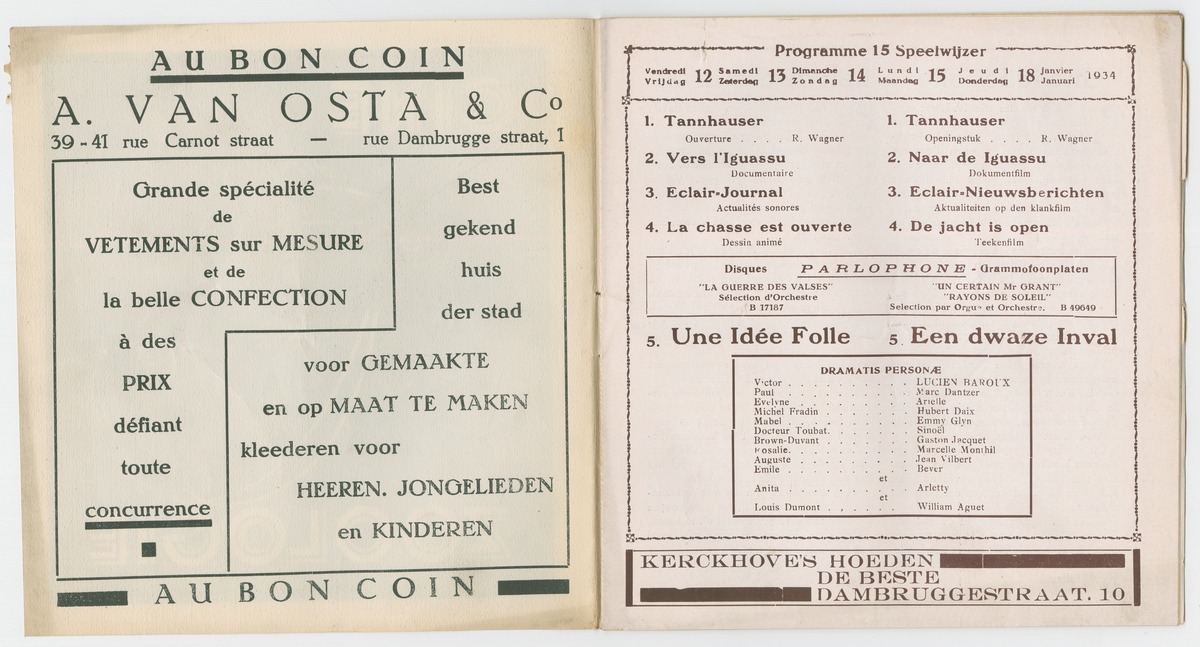 AU BON COIN
A. VAN OSTA & Co
39-41 rue Carnot straat — rue Dambrugge straat, 1
Grande spécialité
de
VETEMENTS sur MESURE
et de
la belle CONFECTION
à des
PRIX
défiant
toute
concurrence
Best
gekend
huis
der stad
voor GEMAAKTE
en op MAAT TE MAKEN
kleederen voor
HEEREN. JONGELIEDEN
en KINDEREN
AU BON COIN
Programme 15 Speelwijzer
Vendredi Vrijdag 12 Samedi Zaterdag 13 Dimanche Zondag 14 Lundi Maandag 15 Jeudi Donderdag 18 Janvier Januari 1934
1. Tannhauser
Ouverture . . . . R. Wagner
2. Vers l'Iguassu
Documentaire
3. Eclair-Journal
Actualités sonores
4. La chasse est ouverte
Dessin animé
1. Tannhauser
Openingstuk . . . . R. Wagner
2. Naar de Iguassu
Dokumentfilm
3. Eclair-Nieuwsberichten
Aktualiteiten op den klankfilm
4. De jacht is open
Teekenfilm
Disques PARLOPHONE - Grammofoonplaten
"LA GUERRE DES VALSES"
Sélection d'Orchestre
B 17187
"UN CERTAIN Mr GRANT"
"RAYONS DE SOLEIL"
Selection par Orgue et Orchestre. B 49649
5. Une Idée Folle
5. Een dwaze Inval
DRAMATIS PERSONÆ
Victor . . . . . . . . . . LUCIEN BAROUX
Paul . . . . . . . . . . Marc Dantzer
Evelyne . . . . . . . . . Arielle
Michel Fradin . . . . . . . . Hubert Daix
Mabel . . . . . . . . . . Emmy Glyn
Docteur Toubat. . . . . . . . Sinoël
Brown-Duvant . . . . . . . . Gaston Jacquet
Rosalie. . . . . . . . . . Marcelle Monthil
Auguste . . . . . . . . . Jean Vilbert
Emile . . . . . . . . . . Bever
et
Anita . . . . . . . . . . Arletty
et
Louis Dumont . . . . . . William Aguet
KERCKHOVE'S HOEDEN
DE BESTE
DAMBRUGGESTRAAT. 10